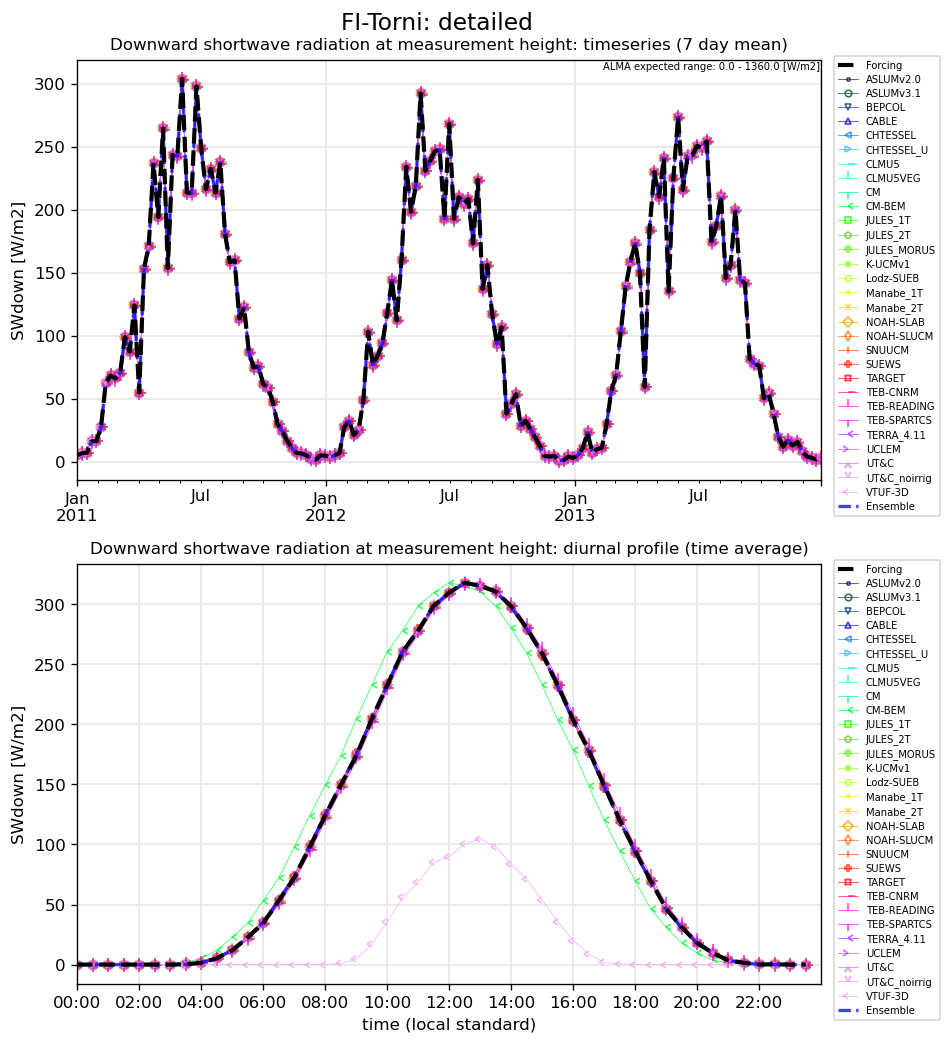 FI-Torni: detailed
Downward shortwave radiation at measurement height: timeseries (7 day mean)
ALMA expected range: 0.0 - 1360.0 [W/m2]
SWdown [W/m2]
300
250
200
150
100
50
0
Jan
2011
Jul
Jan
2012
Jul
Jan
2013
Jul
Forcing
ASLUMv2.0
ASLUMv3.1
BEPCOL
CABLE
CHTESSEL
CHTESSEL_U
CLMU5
CLMU5VEG
CM
CM-BEM
JULES_1T
JULES_2T
JULES_MORUS
K-UCMv1
Lodz-SUEB
Manabe_1T
Manabe_2T
NOAH-SLAB
NOAH-SLUCM
SNUUCM
SUEWS
TARGET
TEB-CNRM
TEB-READING
TEB-SPARTCS
TERRA_4.11
UCLEM
UT&C
UT&C_noirrig
VTUF-3D
Ensemble
Downward shortwave radiation at measurement height: diurnal profile (time average)
SWdown [W/m2]
300
250
200
150
100
50
0
00:00
02:00
04:00
06:00
08:00
10:00
12:00
14:00
16:00
18:00
20:00
22:00
time (local standard)
Forcing
ASLUMv2.0
ASLUMv3.1
BEPCOL
CABLE
CHTESSEL
CHTESSEL_U
CLMU5
CLMU5VEG
CM
CM-BEM
JULES_1T
JULES_2T
JULES_MORUS
K-UCMv1
Lodz-SUEB
Manabe_1T
Manabe_2T
NOAH-SLAB
NOAH-SLUCM
SNUUCM
SUEWS
TARGET
TEB-CNRM
TEB-READING
TEB-SPARTCS
TERRA_4.11
UCLEM
UT&C
UT&C_noirrig
VTUF-3D
Ensemble